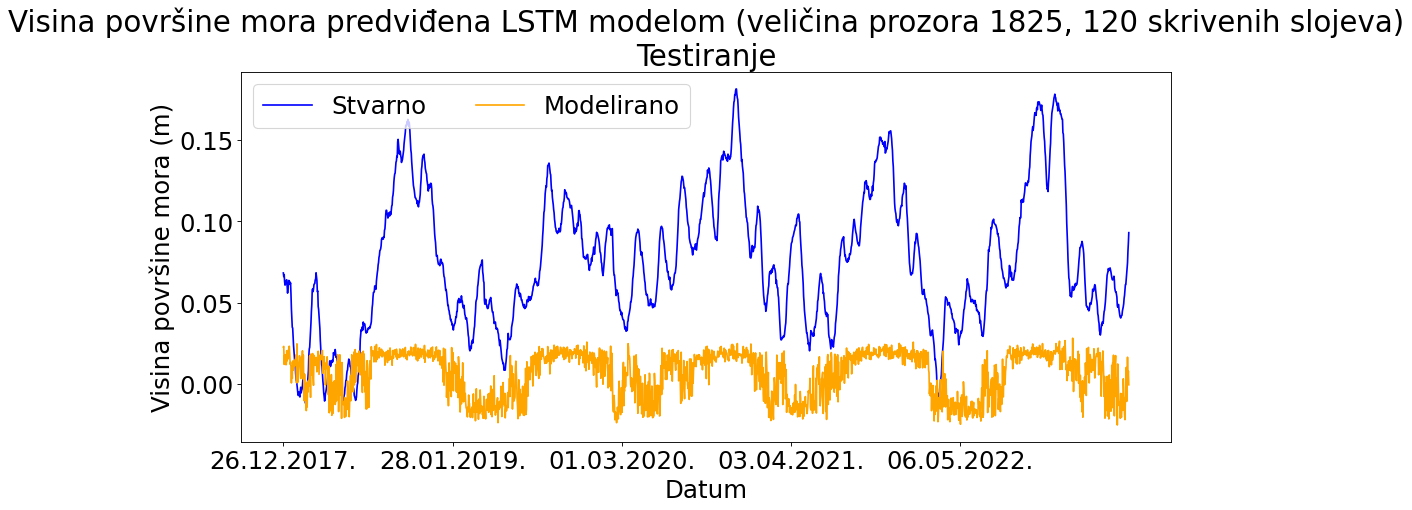 Visina površine mora predviđena LSTM modelom (veličina prozora 1825, 120 skrivenih slojeva)
Testiranje
Stvarno Modelirano
Visina površine mora (m)
0.15
0.10
0.05
0.00
26.12.2017. 28.01.2019. 01.03.2020. 03.04.2021. 06.05.2022.
Datum